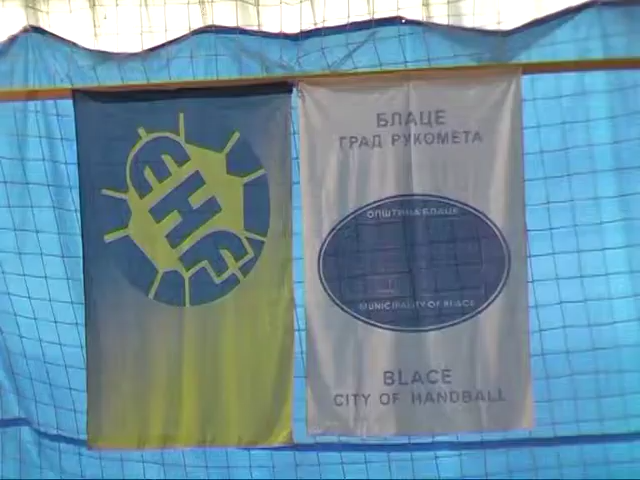 EHF
БЛАЦЕ
ГРАД РУКОМЕТА
ОПШТИНА БЛАЦЕ
MUNICIPALITY OF BLACE
BLACE
CITY OF HANDBALL